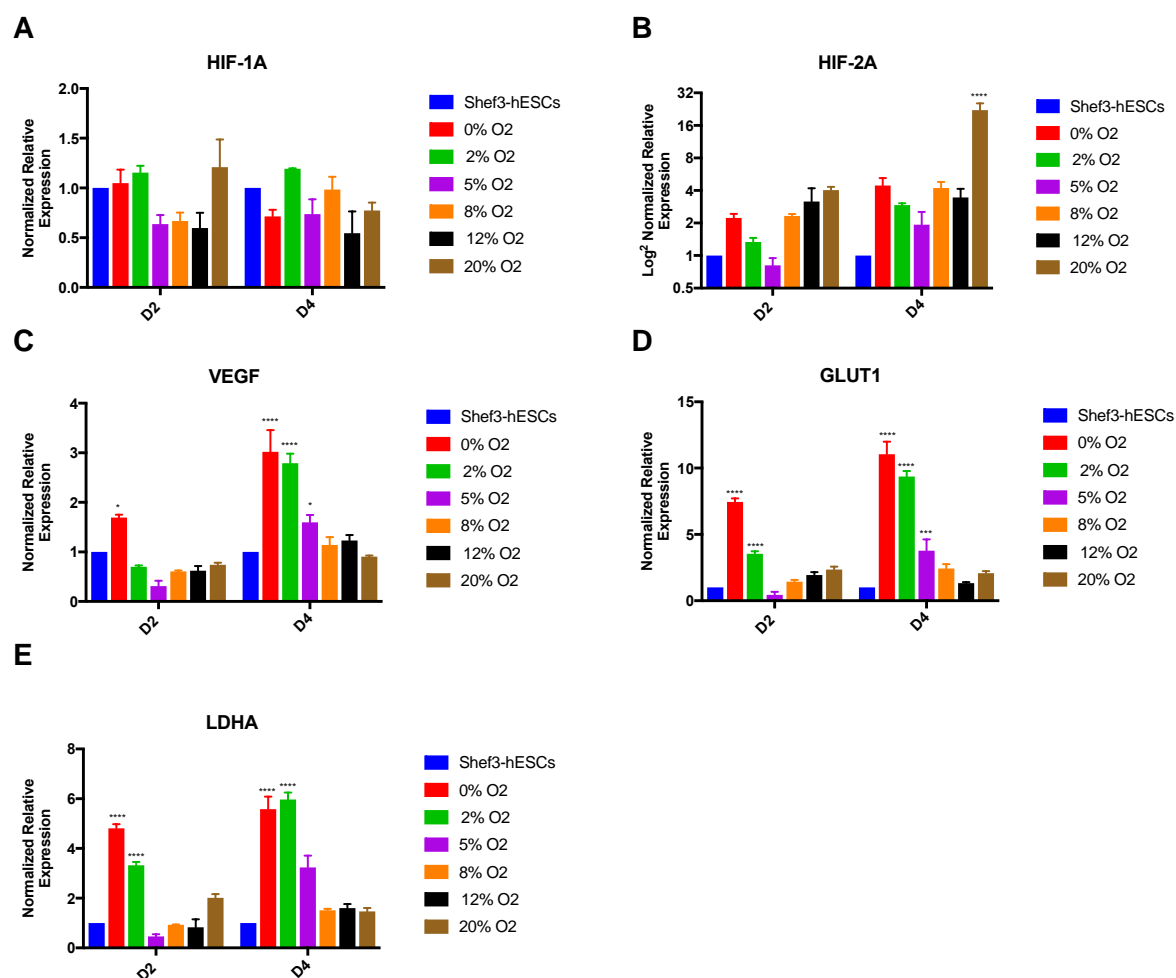 A
HIF-1A
Normalized Relative
Expression
2.0
1.5
1.0
0.5
0.0
D2
D4
Shef3-hESCs
0% O2
2% O2
5% O2
8% O2
12% O2
20% O2
B
HIF-2A
Log² Normalized Relative
Expression
32
16
8
4
2
1
0.5
****
D2
D4
Shef3-hESCs
0% O2
2% O2
5% O2
8% O2
12% O2
20% O2
C
VEGF
Normalized Relative
Expression
4
3
2
1
0
*
****
****
*
D2
D4
Shef3-hESCs
0% O2
2% O2
5% O2
8% O2
12% O2
20% O2
D
GLUT1
Normalized Relative
Expression
15
10
5
0
****
****
****
****
***
D2
D4
Shef3-hESCs
0% O2
2% O2
5% O2
8% O2
12% O2
20% O2
E
LDHA
Normalized Relative
Expression
8
6
4
2
0
****
****
****
****
D2
D4
Shef3-hESCs
0% O2
2% O2
5% O2
8% O2
12% O2
20% O2